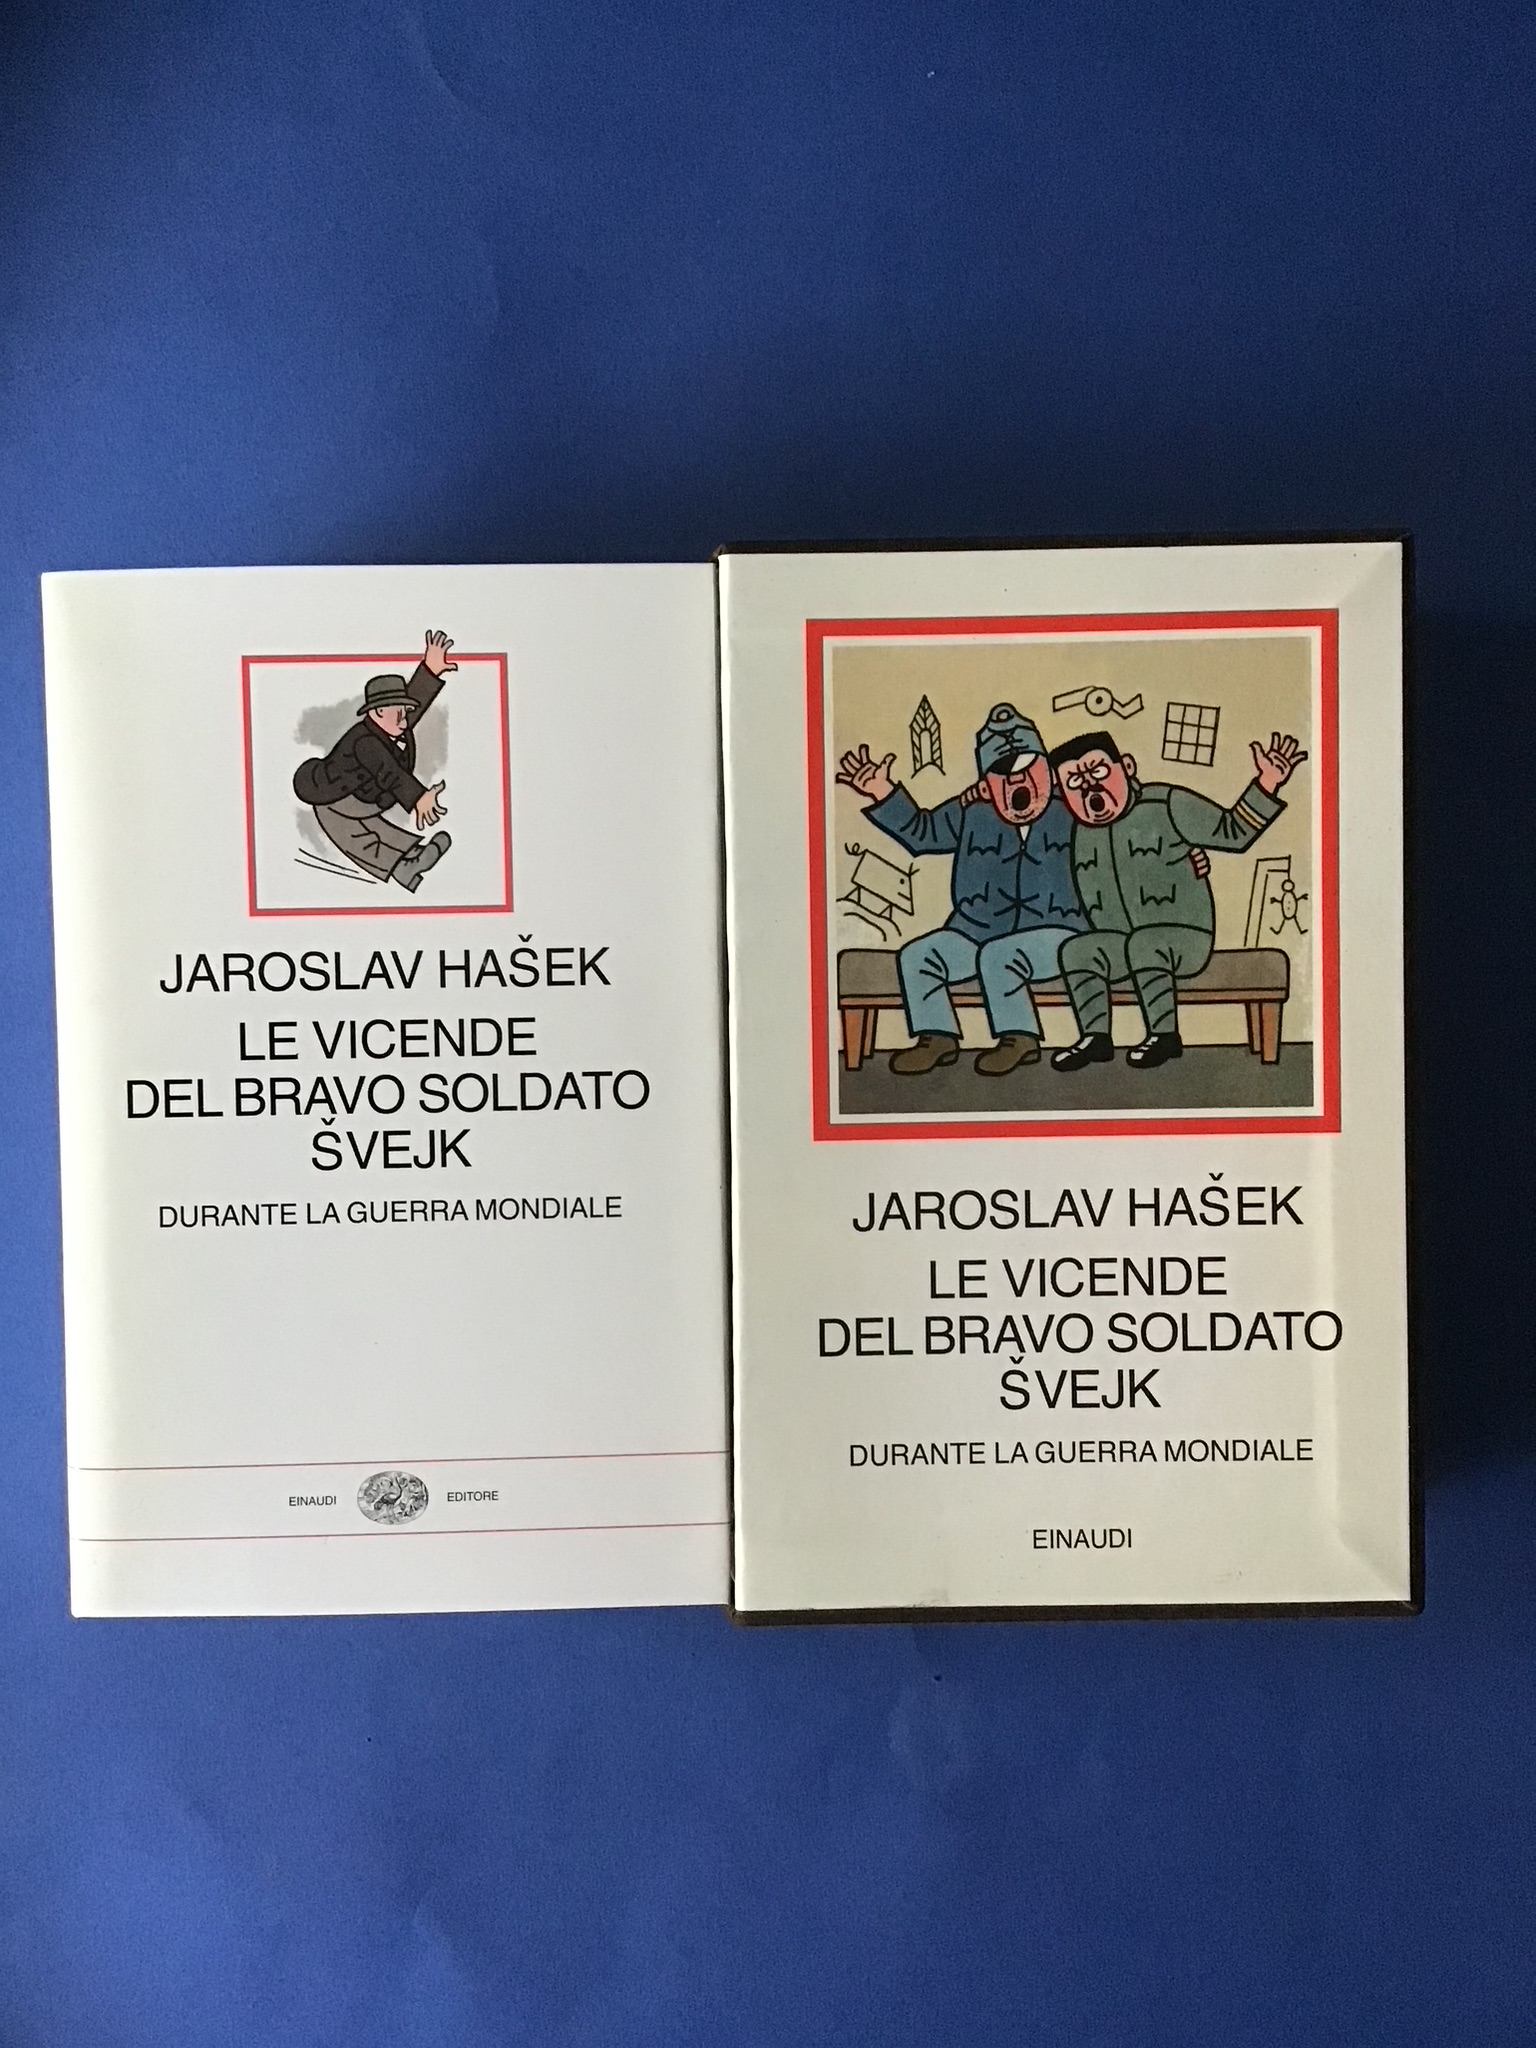 JAROSLAV HAŠEK
LE VICENDE
DEL BRAVO SOLDATO
ŠVEJK
DURANTE LA GUERRA MONDIALE
EINAUDI EDITORE
JAROSLAV HAŠEK
LE VICENDE
DEL BRAVO SOLDATO
ŠVEJK
DURANTE LA GUERRA MONDIALE
EINAUDI